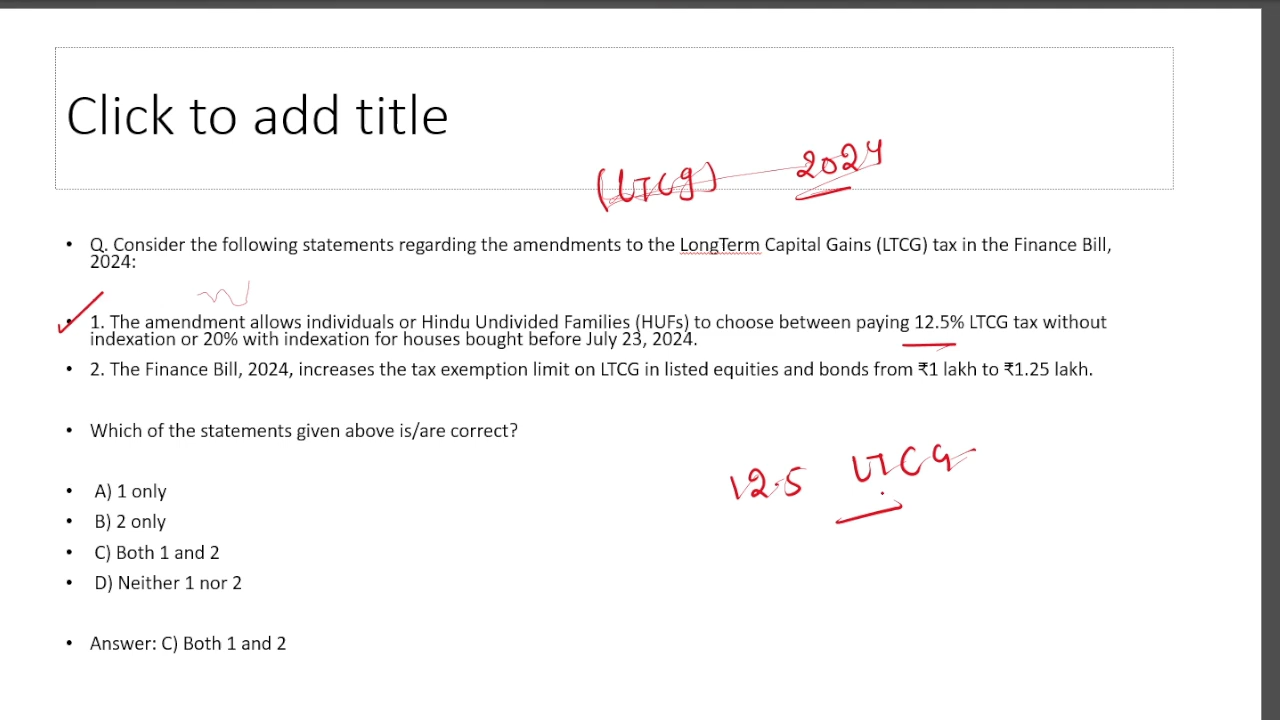 Click to add title
(LTCG) 2024
• Q. Consider the following statements regarding the amendments to the LongTerm Capital Gains (LTCG) tax in the Finance Bill,
2024:
• 1. The amendment allows individuals or Hindu Undivided Families (HUFs) to choose between paying 12.5% LTCG tax without
indexation or 20% with indexation for houses bought before July 23, 2024.
• 2. The Finance Bill, 2024, increases the tax exemption limit on LTCG in listed equities and bonds from ₹1 lakh to ₹1.25 lakh.
• Which of the statements given above is/are correct?
12.5 LTCG
• A) 1 only
• B) 2 only
• C) Both 1 and 2
• D) Neither 1 nor 2
• Answer: C) Both 1 and 2